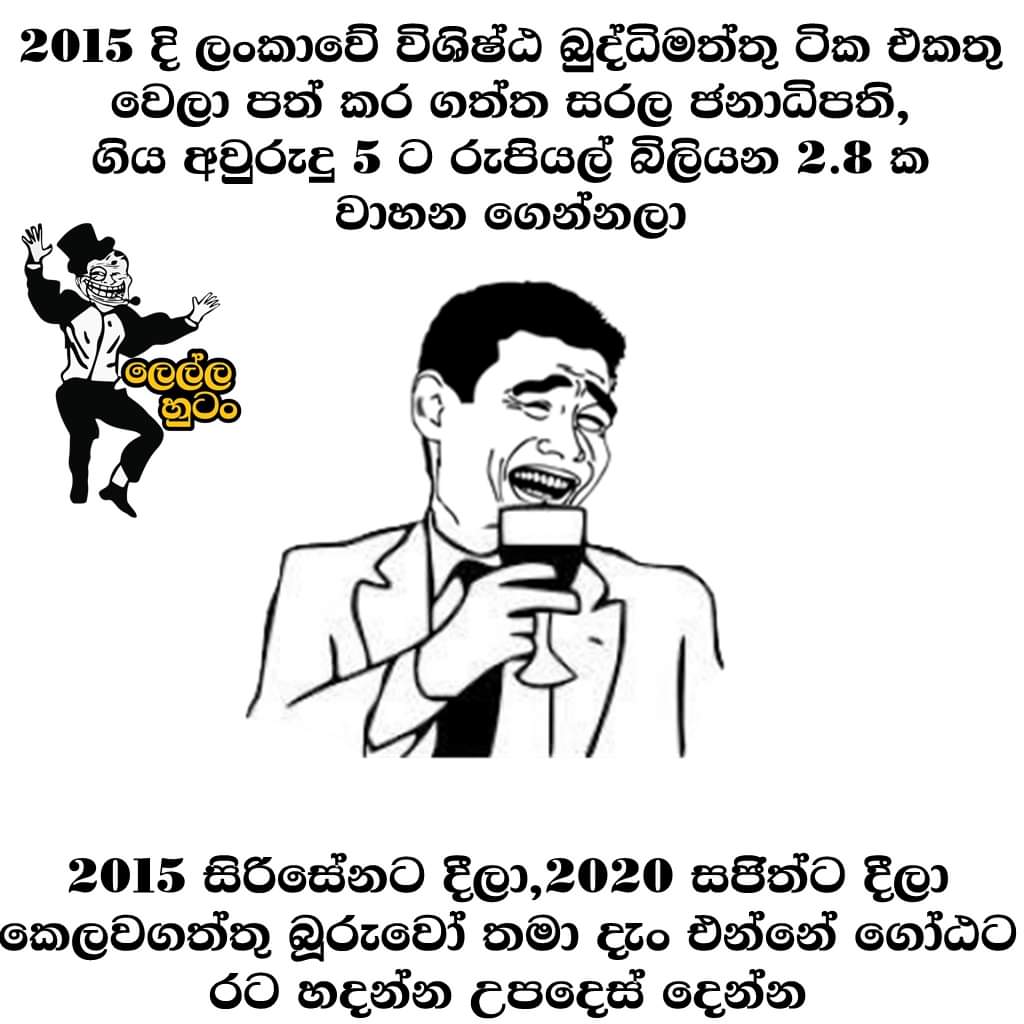 2015 දි ලංකාවේ විශිෂ්ඨ බුද්ධිමත්තු ටික එකතු
වෙලා පත් කර ගත්ත සරල ජනාධිපති,
ගිය අවුරුදු 5 ට රුපියල් බිලියන 2.8 ක
වාහන ගෙන්නලා
ලෙල්ල
හුටං
2015 සිරිසේනට දීලා,2020 සජිත්ට දීලා
කෙලවගත්තු බූරුවෝ තමා දැං එන්නේ ගෝඨට
රට හදන්න උපදෙස් දෙන්න